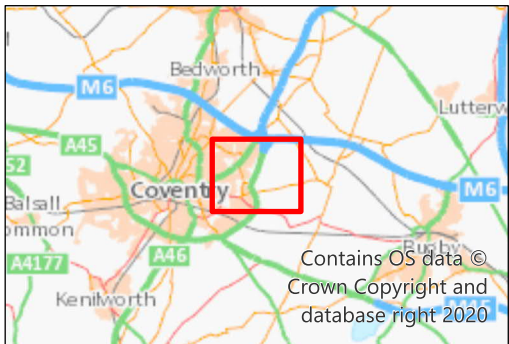 Bedworth
M6
Lutterw
A45
52
Coventry
M6
Balsall
ommon
Rugby
A46
A4177
Contains OS data ©
Crown Copyright and
database right 2020
Kenilworth